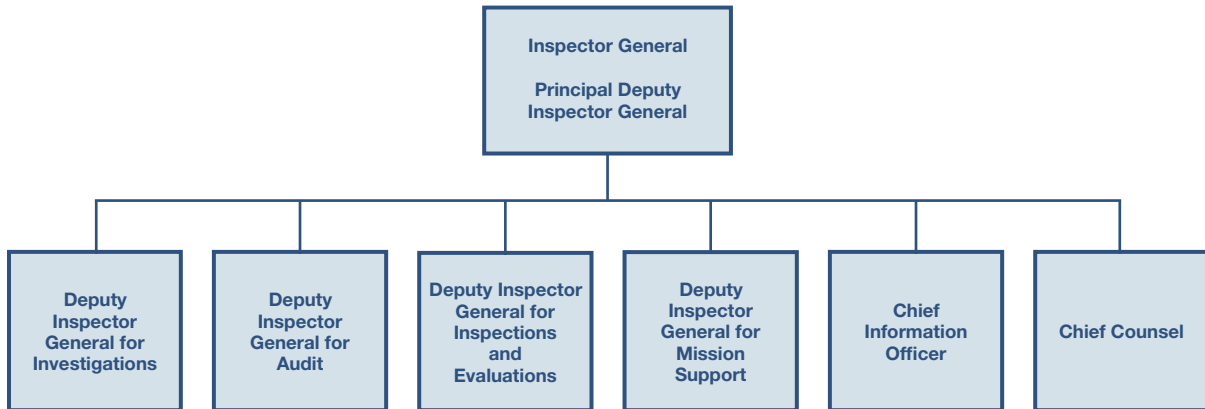 Inspector General
Principal Deputy
Inspector General
Deputy
Inspector
General for
Investigations
Deputy
Inspector
General for
Audit
Deputy Inspector
General for
Inspections
and
Evaluations
Deputy
Inspector
General for
Mission
Support
Chief
Information
Officer
Chief Counsel